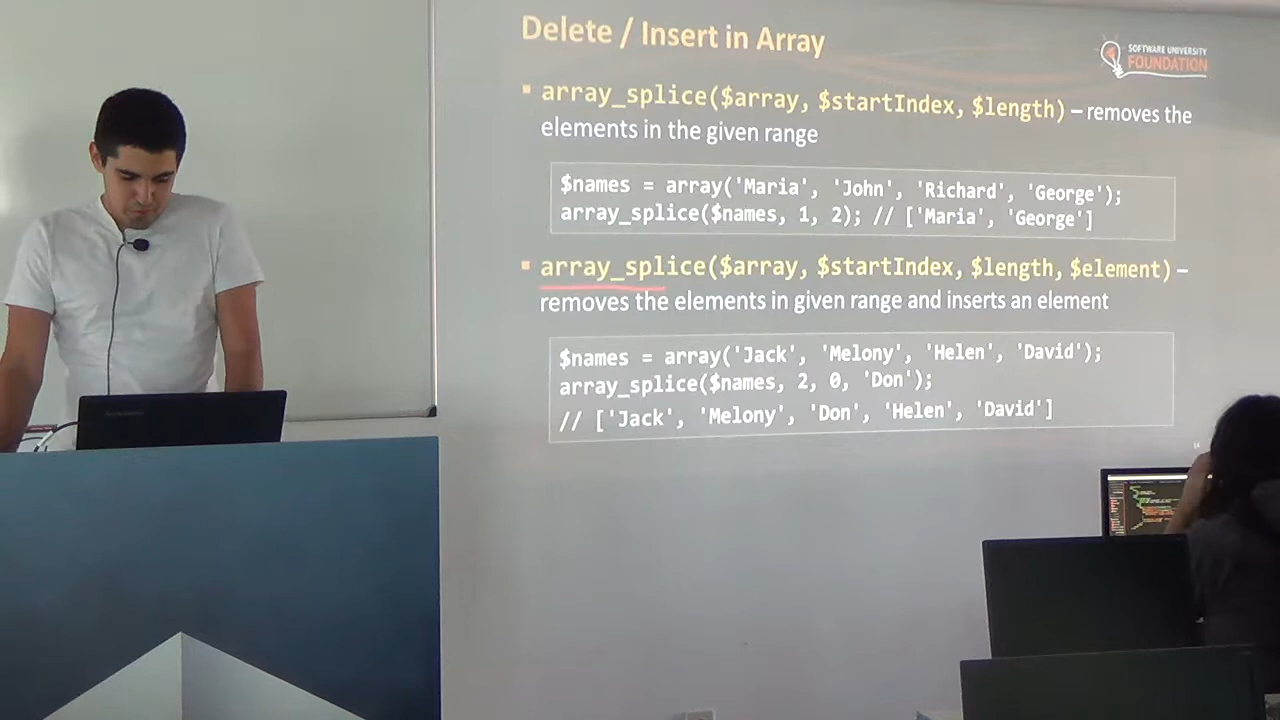 Delete / Insert in Array
SOFTWARE UNIVERSITY
FOUNDATION
▪ array_splice($array, $startIndex, $length) – removes the
elements in the given range
$names = array('Maria', 'John', 'Richard', 'George');
array_splice($names, 1, 2); // ['Maria', 'George']
▪ array_splice($array, $startIndex, $length, $element) –
removes the elements in given range and inserts an element
$names = array('Jack', 'Melony', 'Helen', 'David');
array_splice($names, 2, 0, 'Don');
// ['Jack', 'Melony', 'Don', 'Helen', 'David']